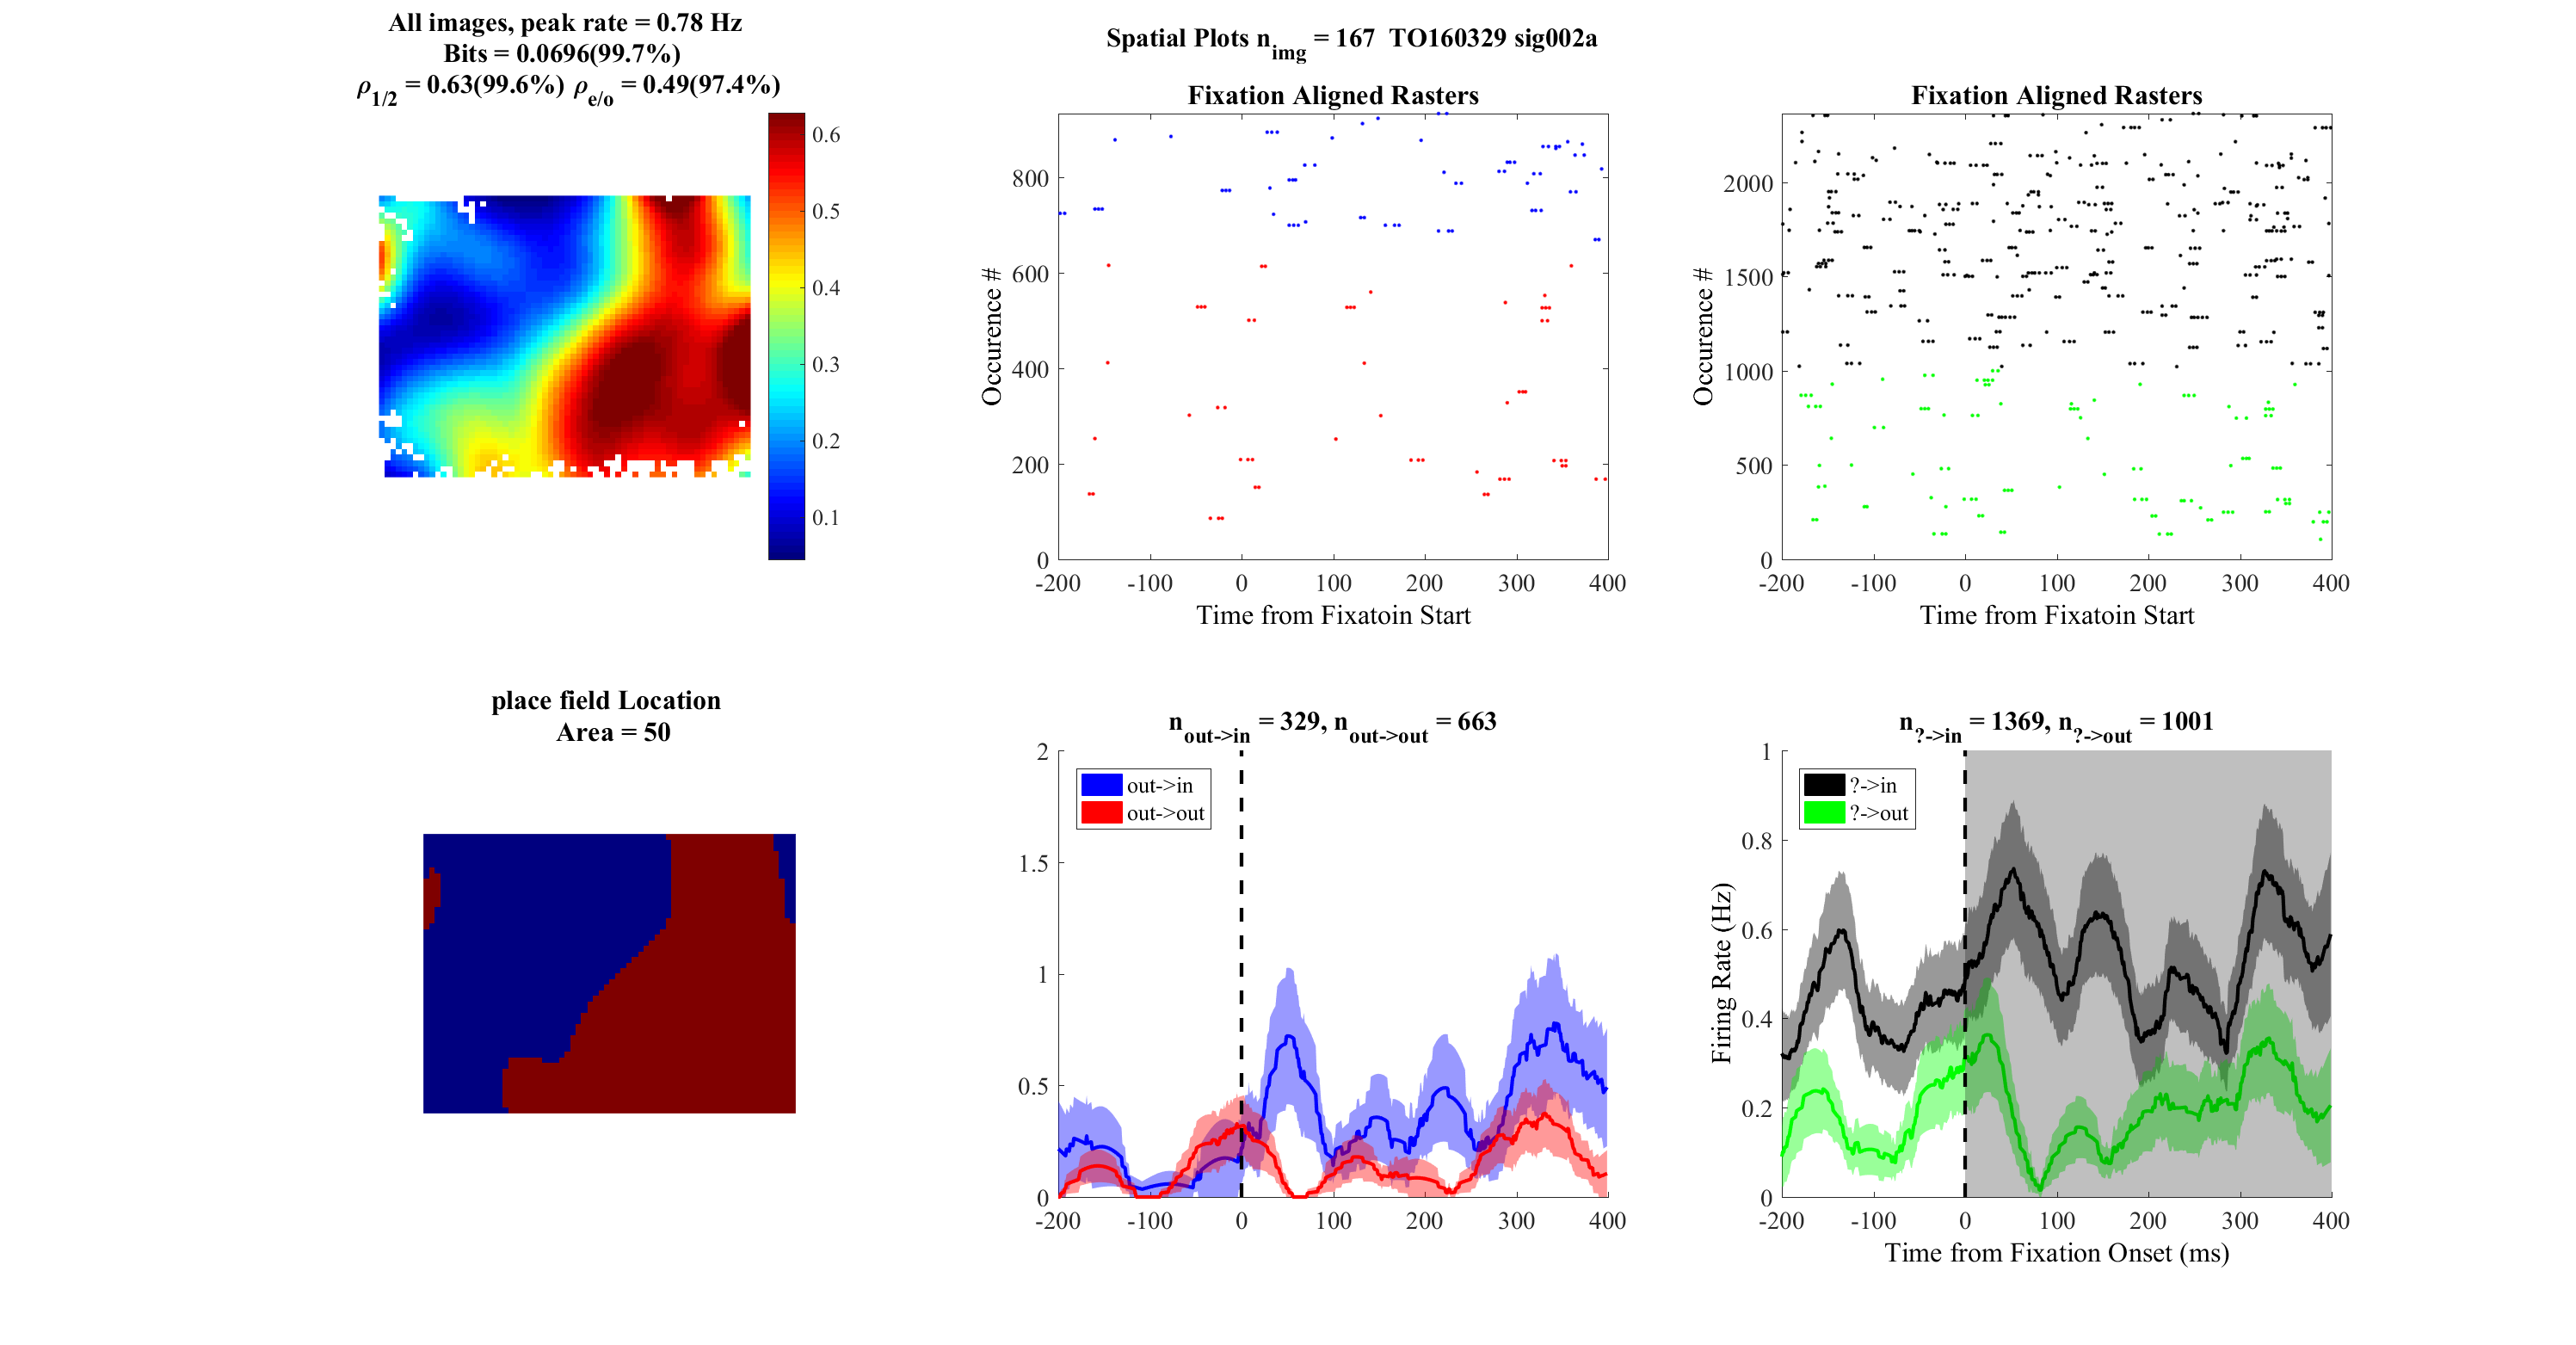 All images, peak rate = 0.78 Hz
Bits = 0.0696(99.7%)
ρ1/2 = 0.63(99.6%) ρe/o = 0.49(97.4%)
0.6
0.5
0.4
0.3
0.2
0.1
Spatial Plots nimg = 167 TO160329 sig002a
Fixation Aligned Rasters
Occurence #
800
600
400
200
0
-200 -100 0 100 200 300 400
Time from Fixatoin Start
Fixation Aligned Rasters
Occurence #
2000
1500
1000
500
0
-200 -100 0 100 200 300 400
Time from Fixatoin Start
place field Location
Area = 50
nout->in = 329, nout->out = 663
2
1.5
1
0.5
0
out->in
out->out
-200 -100 0 100 200 300 400
n?->in = 1369, n?->out = 1001
Firing Rate (Hz)
1
0.8
0.6
0.4
0.2
0
?->in
?->out
-200 -100 0 100 200 300 400
Time from Fixation Onset (ms)